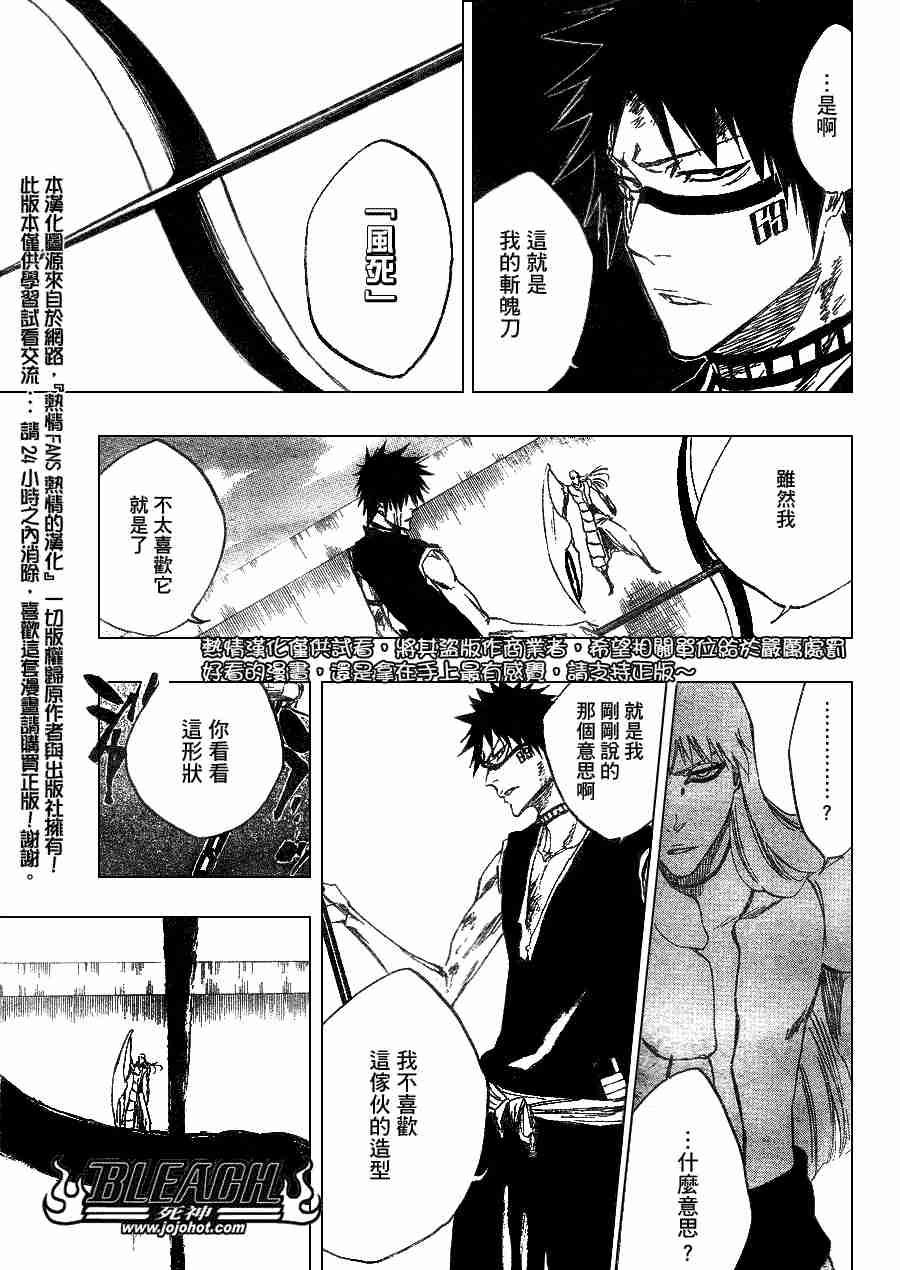 …是啊
這就是
我的斬魄刀
『風死』
雖然我
不太喜歡它
就是了
熱情漢化僅供試看，將其盜版作商業者，希望相關單位給於嚴厲處罰
好看的漫畫，還是拿在手上最有感覺，請支持正版～
…………？
就是我
剛剛說的
那個意思啊
你看看
這形狀
…什麼意思？
我不喜歡
這傢伙的造型
69
本漢化圖源來自於網路，『熱情FANS 熱情的漢化』一切版權歸原作者與出版社擁有！
此版本僅供學習試看交流… 請24小時之內消除，喜歡這套漫畫請購買正版！謝謝。
BLEACH
死神
www.jojohot.com